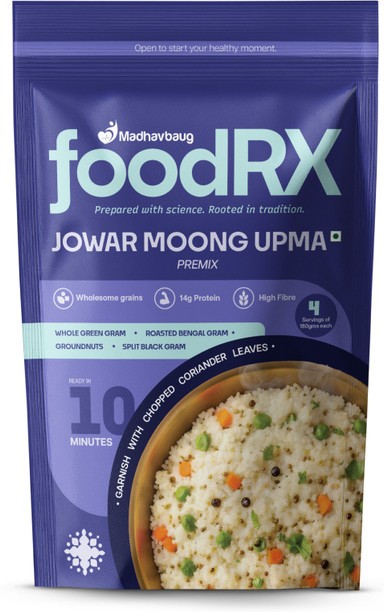 Open to start your healthy moment.
Madhavbaug
foodRX
Prepared with science. Rooted in tradition.
JOWAR MOONG UPMA
PREMIX
Wholesome grains
14g Protein
High Fibre
4
Servings of
180gms each
WHOLE GREEN GRAM • ROASTED BENGAL GRAM •
GROUNDNUTS • SPLIT BLACK GRAM
• GARNISH WITH CHOPPED CORIANDER LEAVES •
READY IN
10
MINUTES